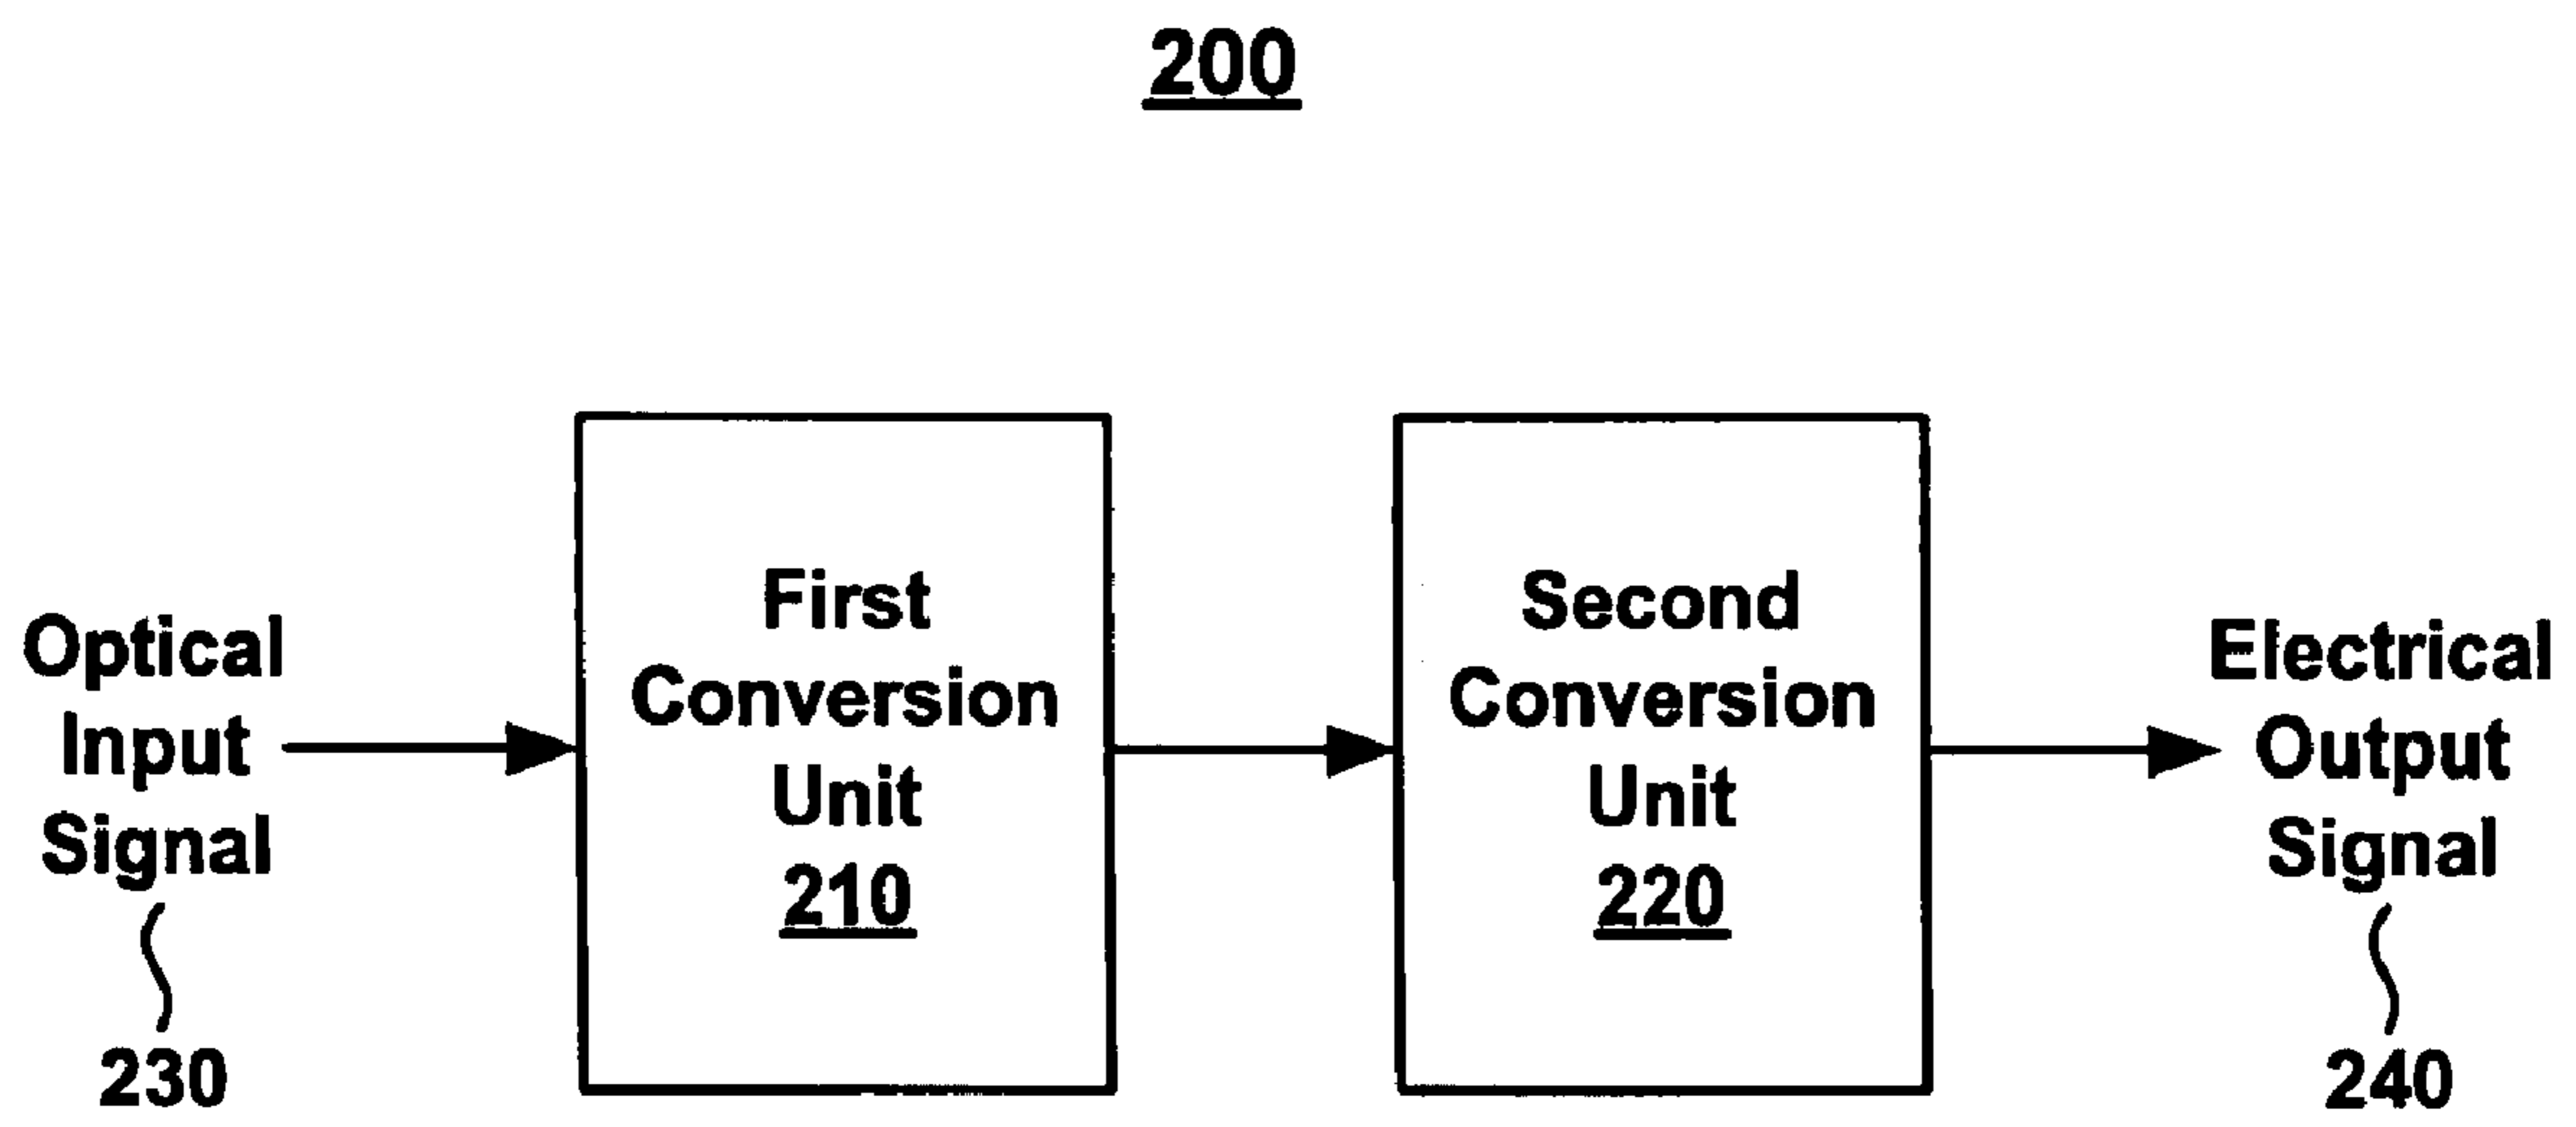 200
Optical
Input
Signal
230
First
Conversion
Unit
210
Second
Conversion
Unit
220
Electrical
Output
Signal
240